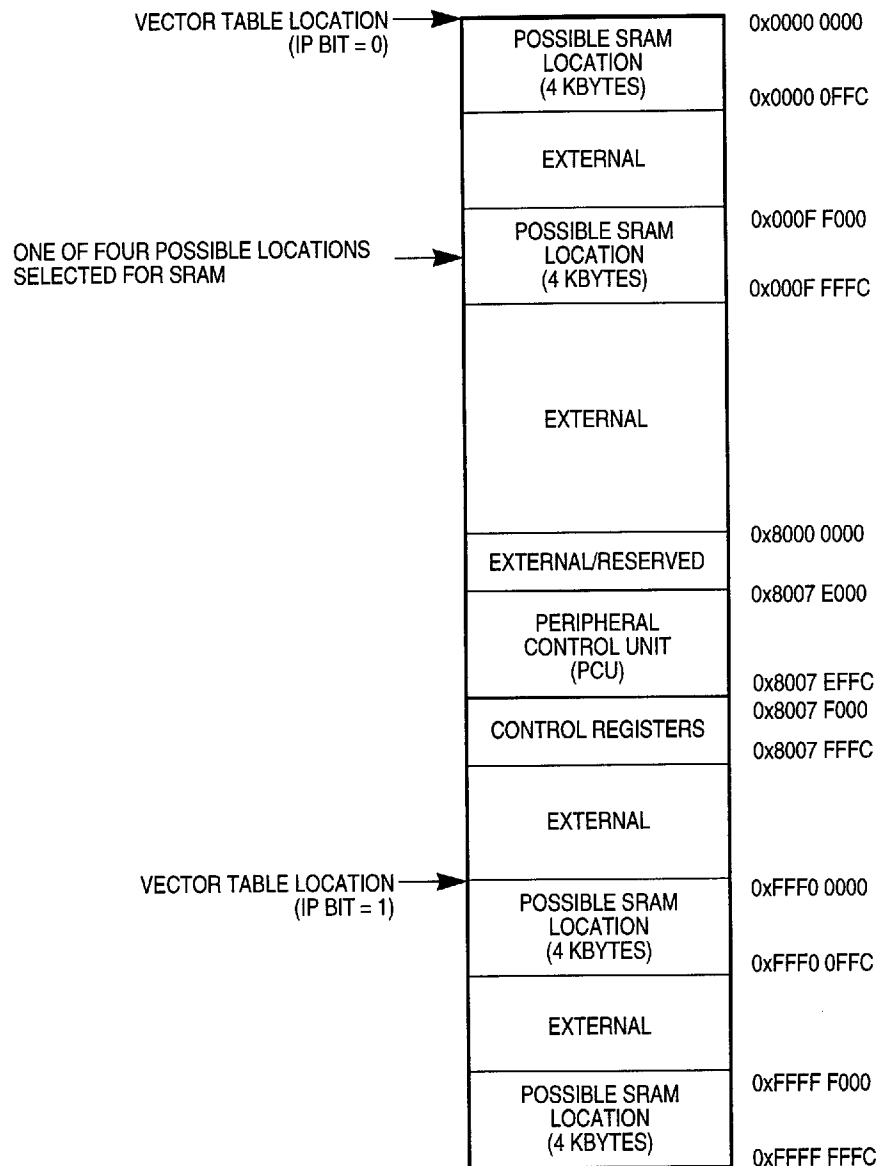 VECTOR TABLE LOCATION
(IP BIT = 0)
0x0000 0000
POSSIBLE SRAM
LOCATION
(4 KBYTES)
0x0000 0FFC
EXTERNAL
0x000F F000
ONE OF FOUR POSSIBLE LOCATIONS
SELECTED FOR SRAM
POSSIBLE SRAM
LOCATION
(4 KBYTES)
0x000F FFFC
EXTERNAL
0x8000 0000
EXTERNAL/RESERVED
0x8007 E000
PERIPHERAL
CONTROL UNIT
(PCU)
0x8007 EFFC
0x8007 F000
CONTROL REGISTERS
0x8007 FFFC
EXTERNAL
VECTOR TABLE LOCATION
(IP BIT = 1)
0xFFF0 0000
POSSIBLE SRAM
LOCATION
(4 KBYTES)
0xFFF0 0FFC
EXTERNAL
0xFFFF F000
POSSIBLE SRAM
LOCATION
(4 KBYTES)
0xFFFF FFFC